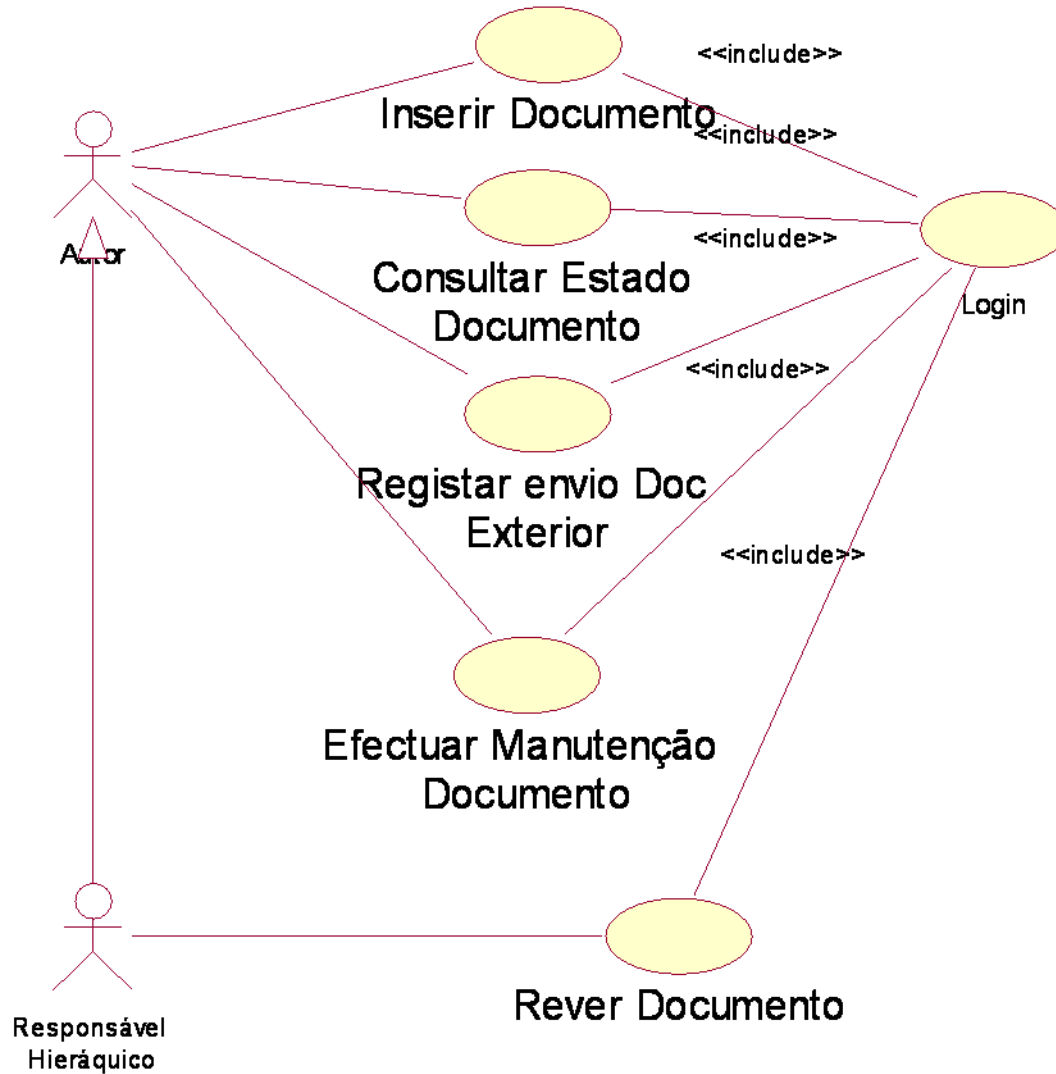 <<include>>
Inserir Documento
<<include>>
Autor
<<include>>
Consultar Estado
Documento
Login
<<include>>
Registar envio Doc
Exterior
<<include>>
Efectuar Manutenção
Documento
Rever Documento
Responsável
Hieráquico